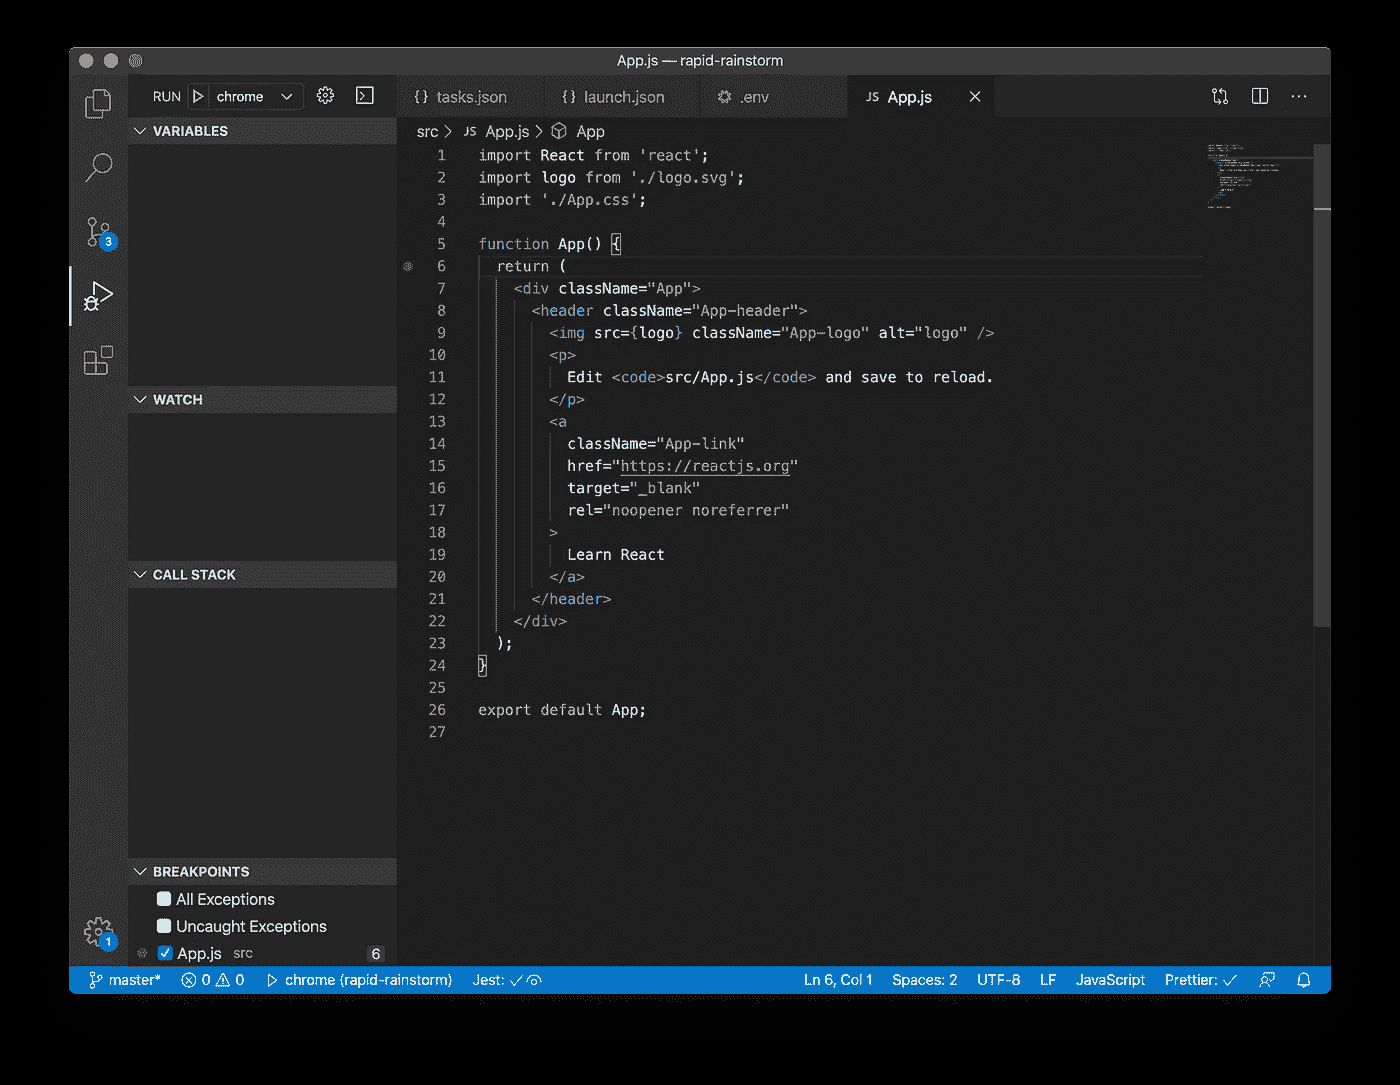 App.js — rapid-rainstorm
RUN chrome
{} tasks.json {} launch.json .env JS App.js
VARIABLES
src > JS App.js > App
1 import React from 'react';
2 import logo from './logo.svg';
3 import './App.css';
4
5 function App() {
6 return (
7 <div className="App">
8 <header className="App-header">
9 <img src={logo} className="App-logo" alt="logo" />
10 <p>
11 Edit <code>src/App.js</code> and save to reload.
12 </p>
13 <a
14 className="App-link"
15 href="https://reactjs.org"
16 target="_blank"
17 rel="noopener noreferrer"
18 >
19 Learn React
20 </a>
21 </header>
22 </div>
23 );
24 }
25
26 export default App;
27
3
WATCH
CALL STACK
BREAKPOINTS
All Exceptions
Uncaught Exceptions
App.js src 6
1
master* 0 0 chrome (rapid-rainstorm) Jest: Ln 6, Col 1 Spaces: 2 UTF-8 LF JavaScript Prettier: